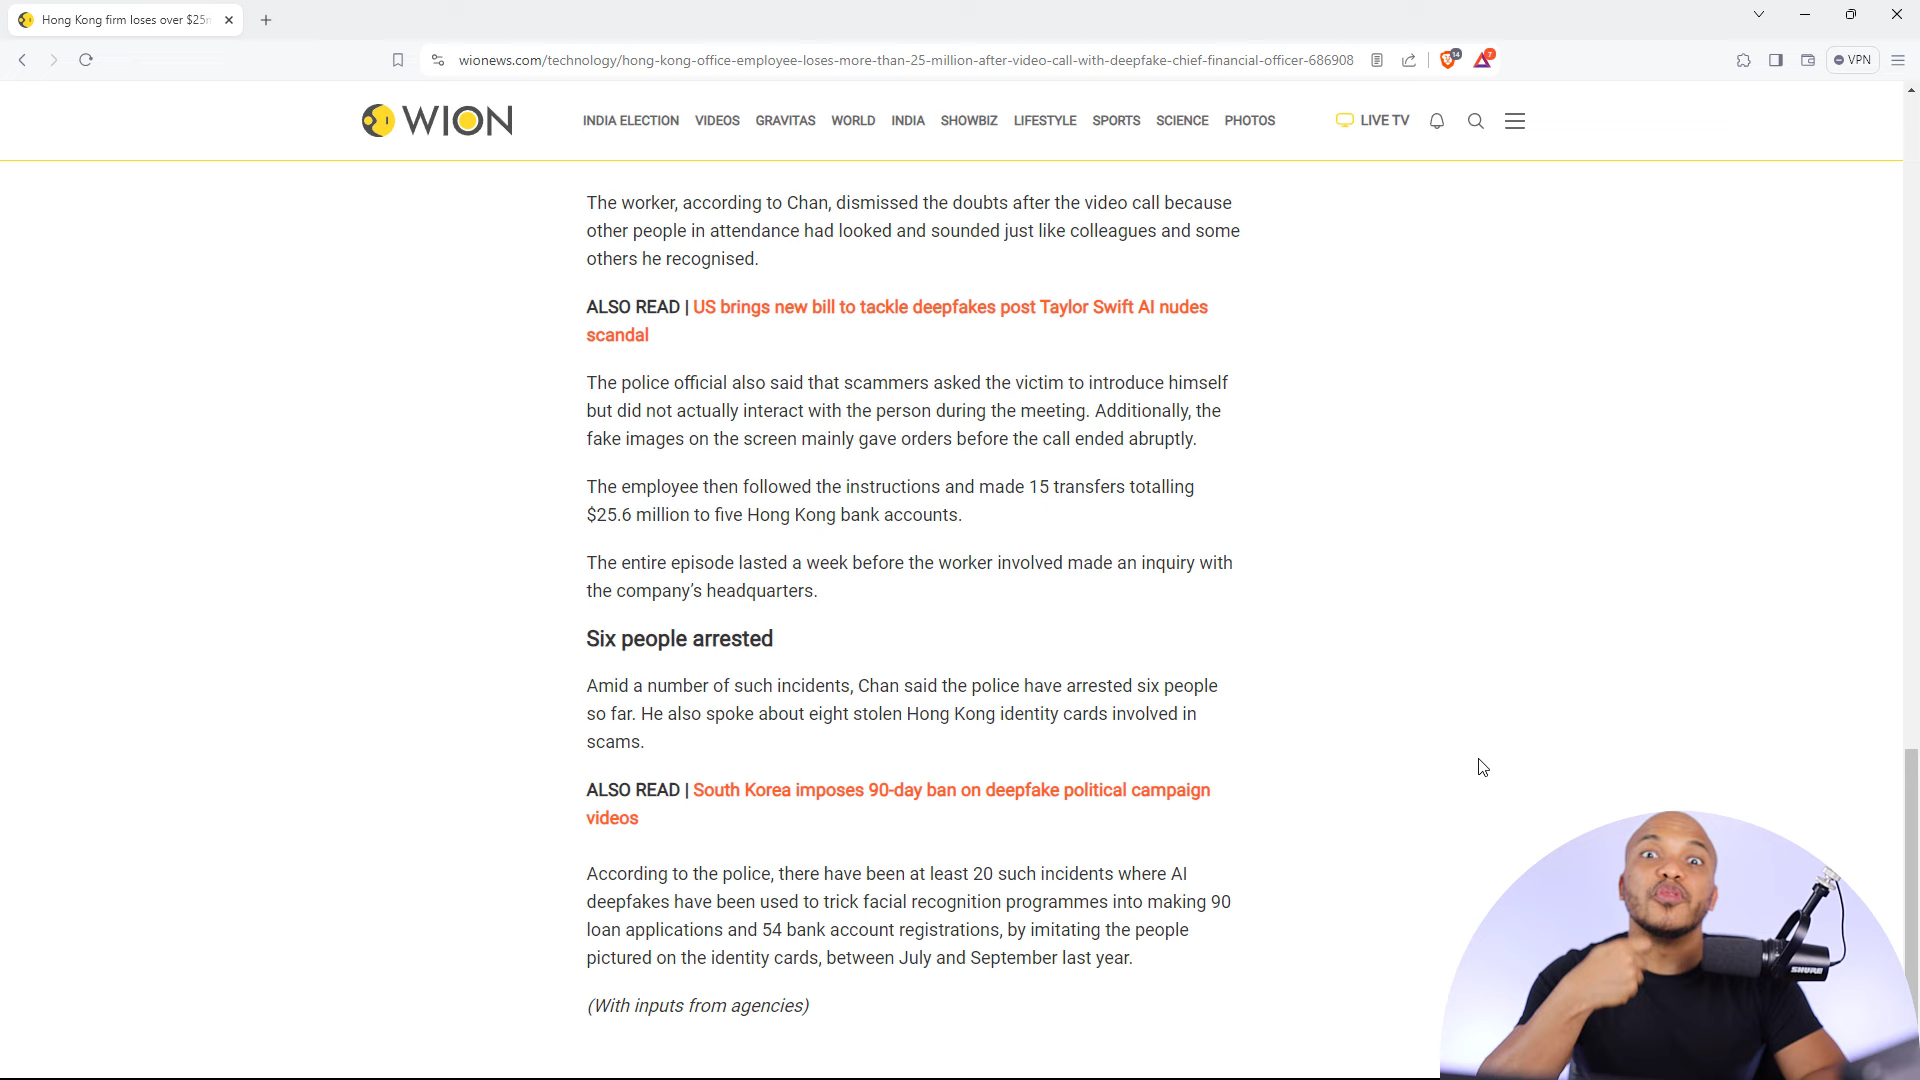 Hong Kong firm loses over $25m
wionews.com/technology/hong-kong-office-employee-loses-more-than-25-million-after-video-call-with-deepfake-chief-financial-officer-686908
14
7
VPN
WION
INDIA ELECTION VIDEOS GRAVITAS WORLD INDIA SHOWBIZ LIFESTYLE SPORTS SCIENCE PHOTOS
LIVE TV
The worker, according to Chan, dismissed the doubts after the video call because
other people in attendance had looked and sounded just like colleagues and some
others he recognised.
ALSO READ | US brings new bill to tackle deepfakes post Taylor Swift AI nudes
scandal
The police official also said that scammers asked the victim to introduce himself
but did not actually interact with the person during the meeting. Additionally, the
fake images on the screen mainly gave orders before the call ended abruptly.
The employee then followed the instructions and made 15 transfers totalling
$25.6 million to five Hong Kong bank accounts.
The entire episode lasted a week before the worker involved made an inquiry with
the company’s headquarters.
Six people arrested
Amid a number of such incidents, Chan said the police have arrested six people
so far. He also spoke about eight stolen Hong Kong identity cards involved in
scams.
ALSO READ | South Korea imposes 90-day ban on deepfake political campaign
videos
According to the police, there have been at least 20 such incidents where AI
deepfakes have been used to trick facial recognition programmes into making 90
loan applications and 54 bank account registrations, by imitating the people
pictured on the identity cards, between July and September last year.
(With inputs from agencies)
SHURE